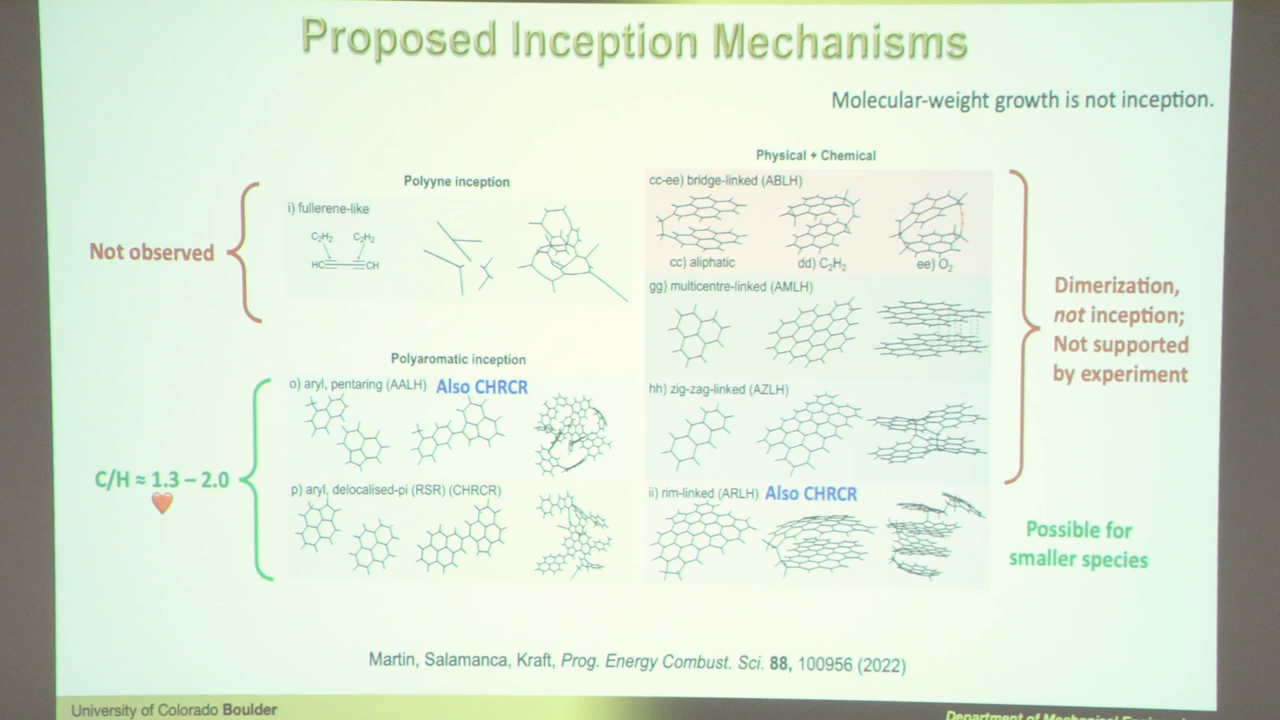 Proposed Inception Mechanisms
Molecular-weight growth is not inception.
Polyyne inception
i) fullerene-like
C₂H₂ C₂H₂
HC CH
Not observed
Polyaromatic inception
o) aryl, pentaring (AALH) Also CHRCR
p) aryl, delocalised-pi (RSR) (CHRCR)
C/H ≈ 1.3 – 2.0
Physical + Chemical
cc-ee) bridge-linked (ABLH)
cc) aliphatic dd) C₂H₂ ee) O₂
gg) multicentre-linked (AMLH)
hh) zig-zag-linked (AZLH)
ii) rim-linked (ARLH) Also CHRCR
Dimerization,
not inception;
Not supported
by experiment
Possible for
smaller species
Martin, Salamanca, Kraft, Prog. Energy Combust. Sci. 88, 100956 (2022)
University of Colorado Boulder
Department of Mechanical